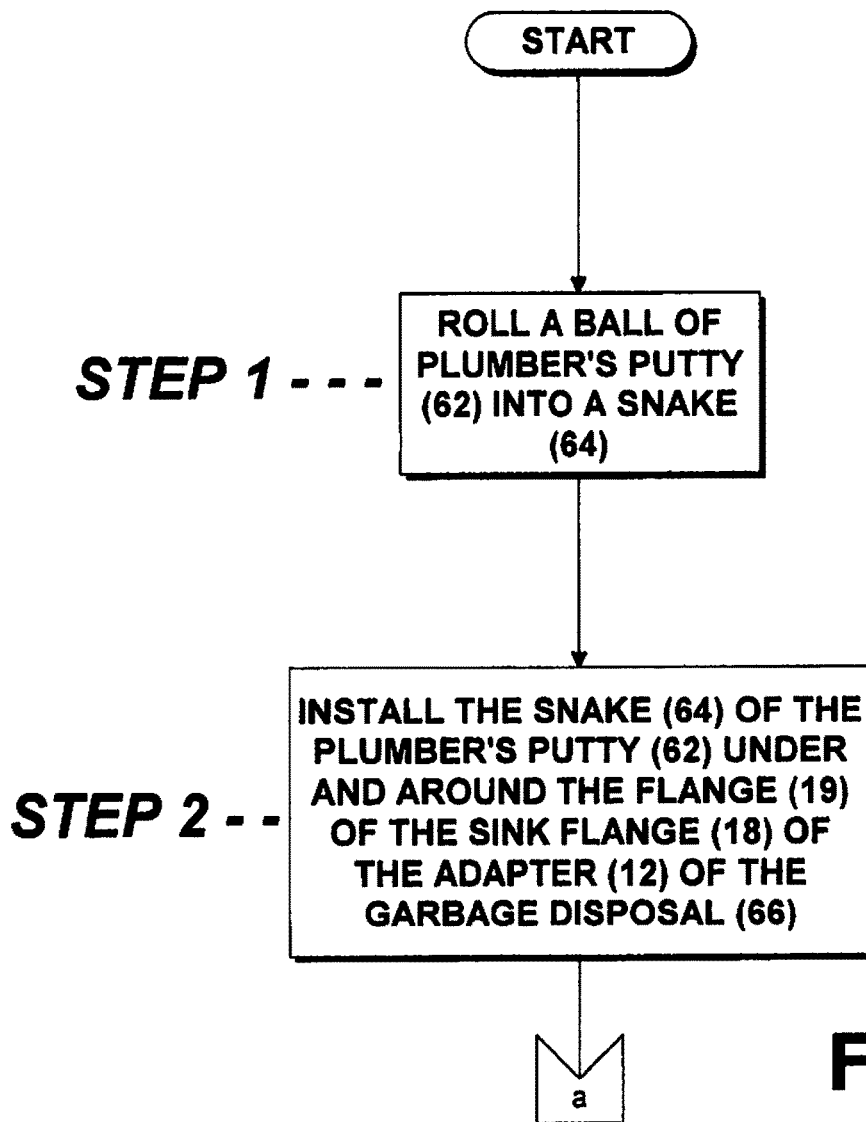 START
STEP 1 - - -
ROLL A BALL OF
PLUMBER'S PUTTY
(62) INTO A SNAKE
(64)
STEP 2 - -
INSTALL THE SNAKE (64) OF THE
PLUMBER'S PUTTY (62) UNDER
AND AROUND THE FLANGE (19)
OF THE SINK FLANGE (18) OF
THE ADAPTER (12) OF THE
GARBAGE DISPOSAL (66)
a
F